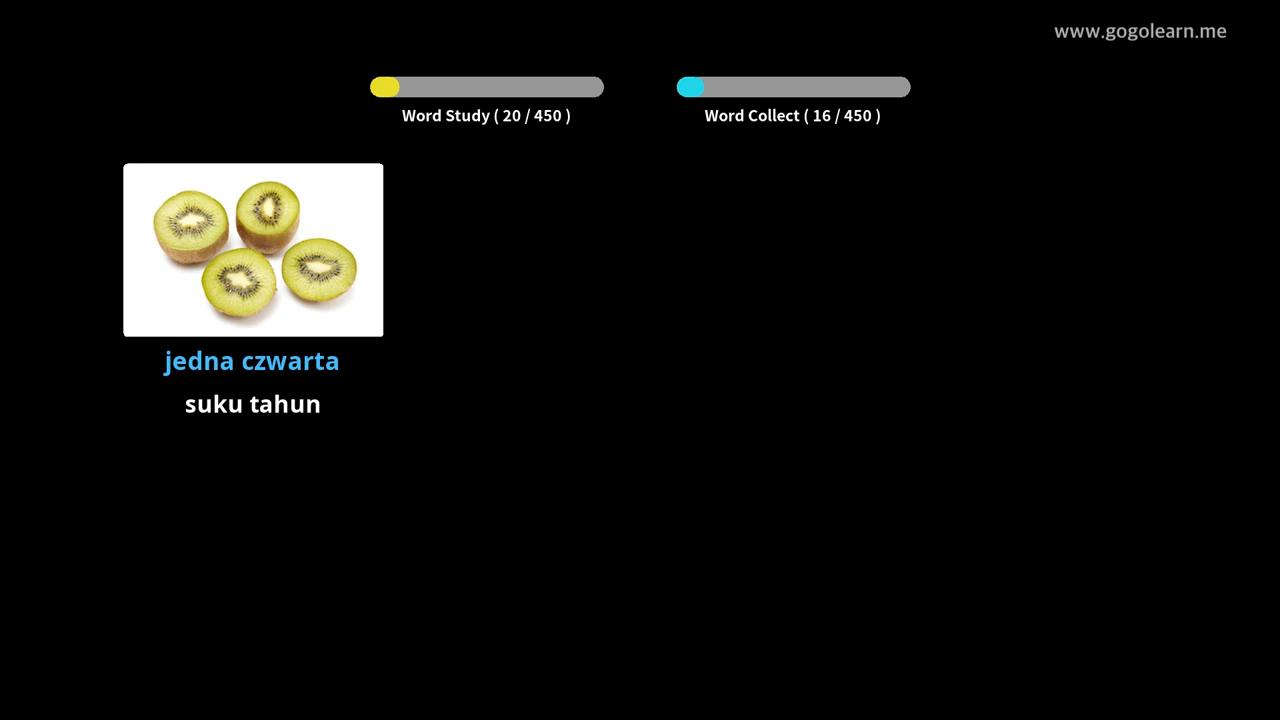 www.gogolearn.me
Word Study ( 20 / 450 )
Word Collect ( 16 / 450 )
jedna czwarta
suku tahun